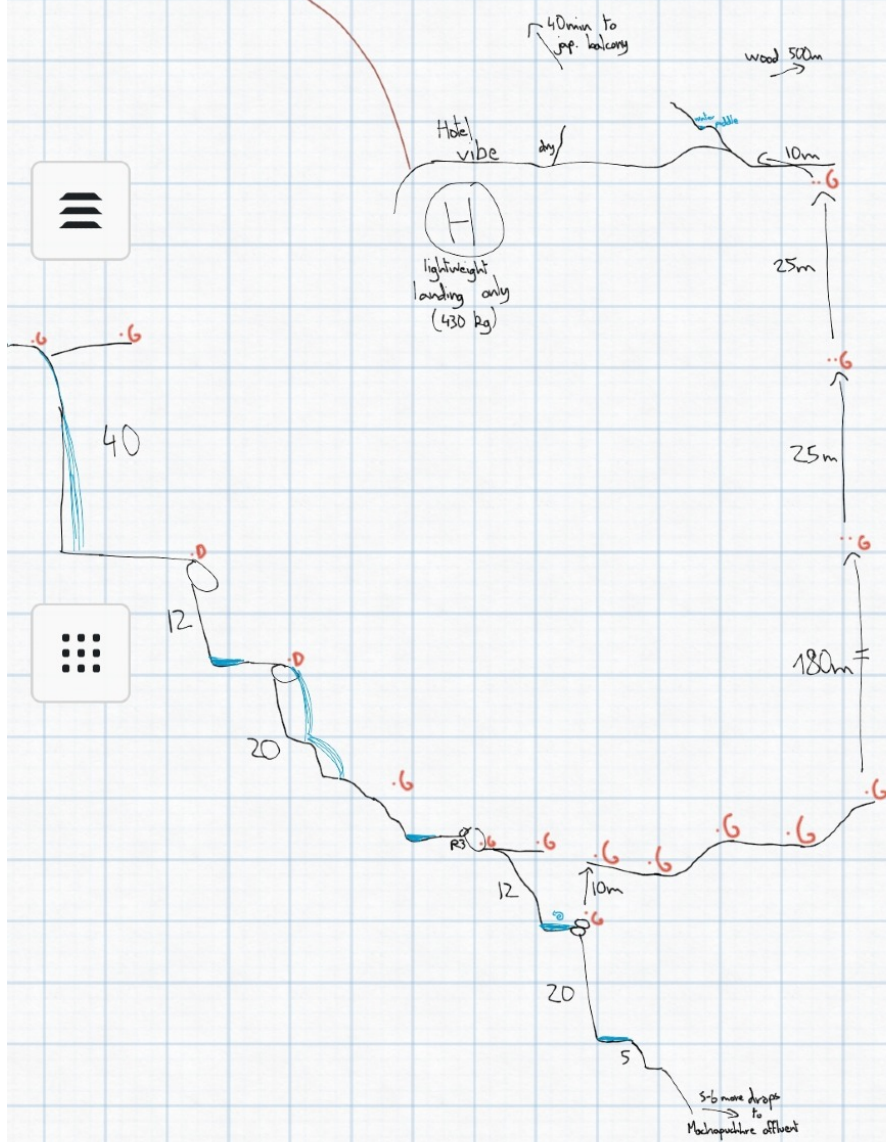 40min to
jap. balcony
wood 500m
Hotel
vibe
dry
water
puddle
10m
..G
H
25m
lightweight
landing only
(430 kg)
.G
.G
..G
40
25m
..G
.D
12
180m
.D
20
.G
.G
R3
.G
.G
.G
.G
.G
.G
12
10m
.G
20
5
5-6 more drops
to
Machapuchhre affluent